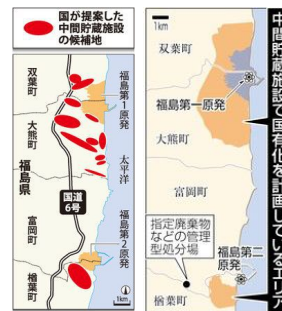 国が提案した
中間貯蔵施設
の候補地
双葉町
福島第1原発
大熊町
太平洋
福島県
国道
6号
富岡町
福島第2原発
楢葉町
1km
1km
双葉町
福島第一原発
大熊町
富岡町
指定廃棄物
などの管理
型処分場
福島第二
原発
楢葉町
中間貯蔵施設で国有化を計画しているエリア